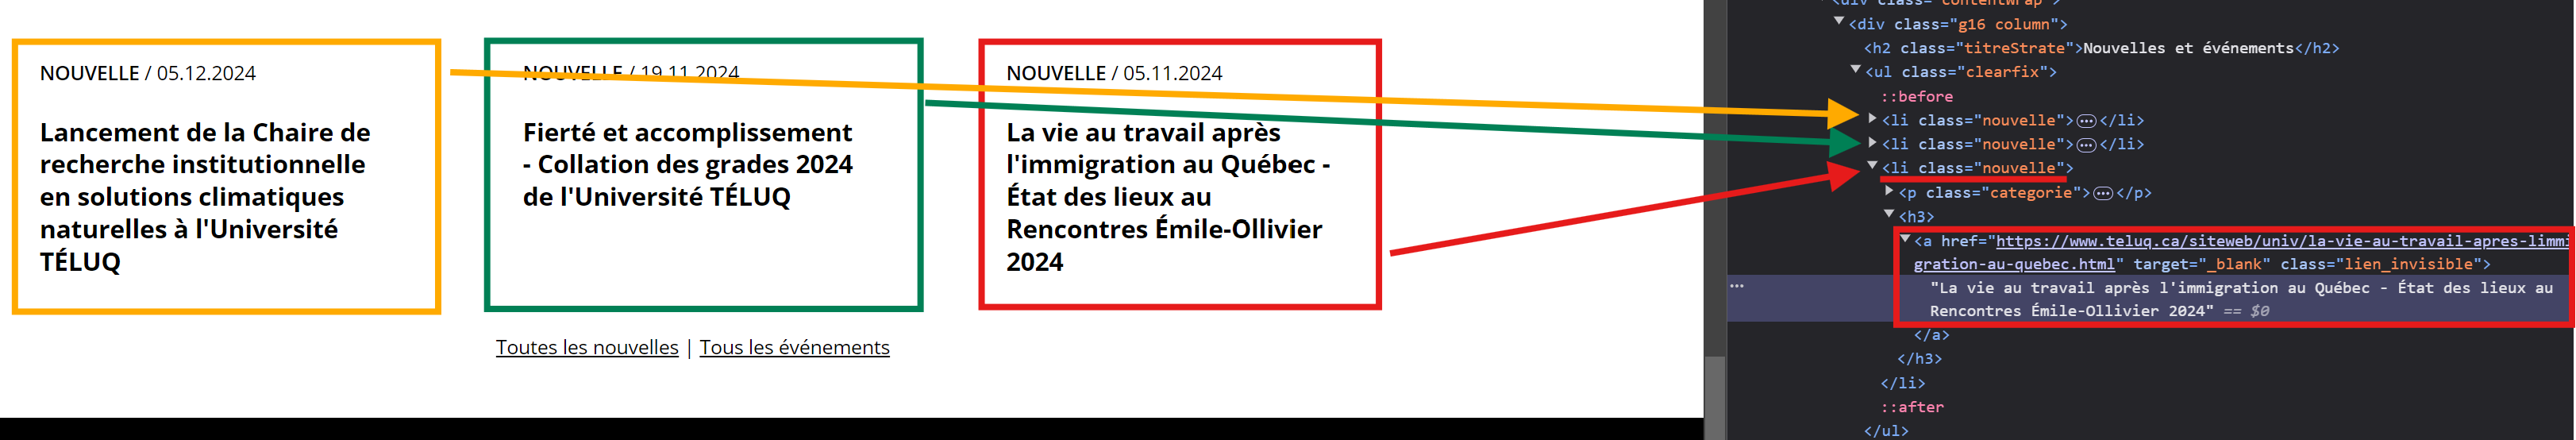 NOUVELLE / 05.12.2024
Lancement de la Chaire de
recherche institutionnelle
en solutions climatiques
naturelles à l'Université
TÉLUQ
NOUVELLE / 19.11.2024
Fierté et accomplissement
- Collation des grades 2024
de l'Université TÉLUQ
NOUVELLE / 05.11.2024
La vie au travail après
l'immigration au Québec -
État des lieux au
Rencontres Émile-Ollivier
2024
Toutes les nouvelles | Tous les événements
<div class="contentWrap">
<div class="g16 column">
<h2 class="titreStrate">Nouvelles et événements</h2>
<ul class="clearfix">
::before
<li class="nouvelle">…</li>
<li class="nouvelle">…</li>
<li class="nouvelle">
<p class="categorie">…</p>
<h3>
<a href="https://www.teluq.ca/siteweb/univ/la-vie-au-travail-apres-limmi
gration-au-quebec.html" target="_blank" class="lien_invisible">
"La vie au travail après l'immigration au Québec - État des lieux au
Rencontres Émile-Ollivier 2024" == $0
</a>
</h3>
</li>
::after
</ul>